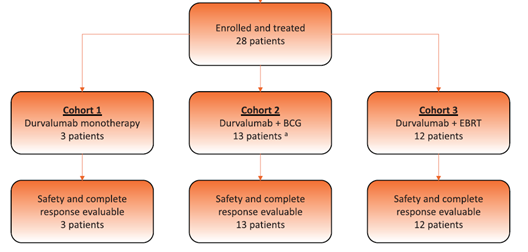 Enrolled and treated
28 patients
Cohort 1
Durvalumab monotherapy
3 patients
Cohort 2
Durvalumab + BCG
13 patients ᵃ
Cohort 3
Durvalumab + EBRT
12 patients
Safety and complete
response evaluable
3 patients
Safety and complete
response evaluable
13 patients
Safety and complete
response evaluable
12 patients